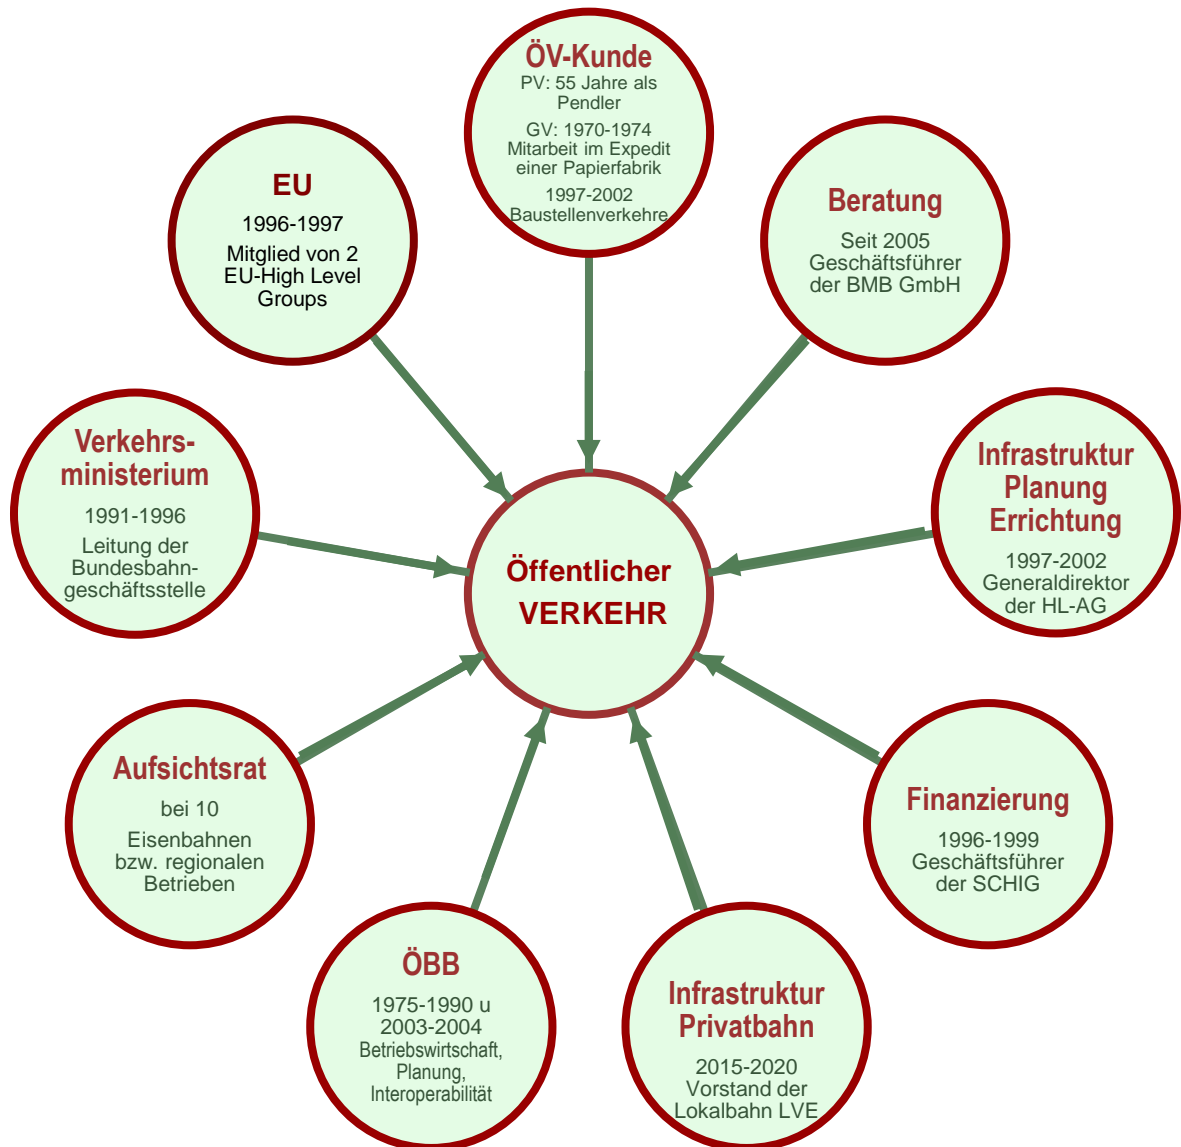 ÖV-Kunde
PV: 55 Jahre als
Pendler
GV: 1970-1974
Mitarbeit im Expedit
einer Papierfabrik
1997-2002
Baustellenverkehre
Beratung
Seit 2005
Geschäftsführer
der BMB GmbH
Infrastruktur
Planung
Errichtung
1997-2002
Generaldirektor
der HL-AG
Finanzierung
1996-1999
Geschäftsführer
der SCHIG
Infrastruktur
Privatbahn
2015-2020
Vorstand der
Lokalbahn LVE
ÖBB
1975-1990 u
2003-2004
Betriebswirtschaft,
Planung,
Interoperabilität
Aufsichtsrat
bei 10
Eisenbahnen
bzw. regionalen
Betrieben
Verkehrs-
ministerium
1991-1996
Leitung der
Bundesbahn-
geschäftsstelle
EU
1996-1997
Mitglied von 2
EU-High Level
Groups
Öffentlicher
VERKEHR